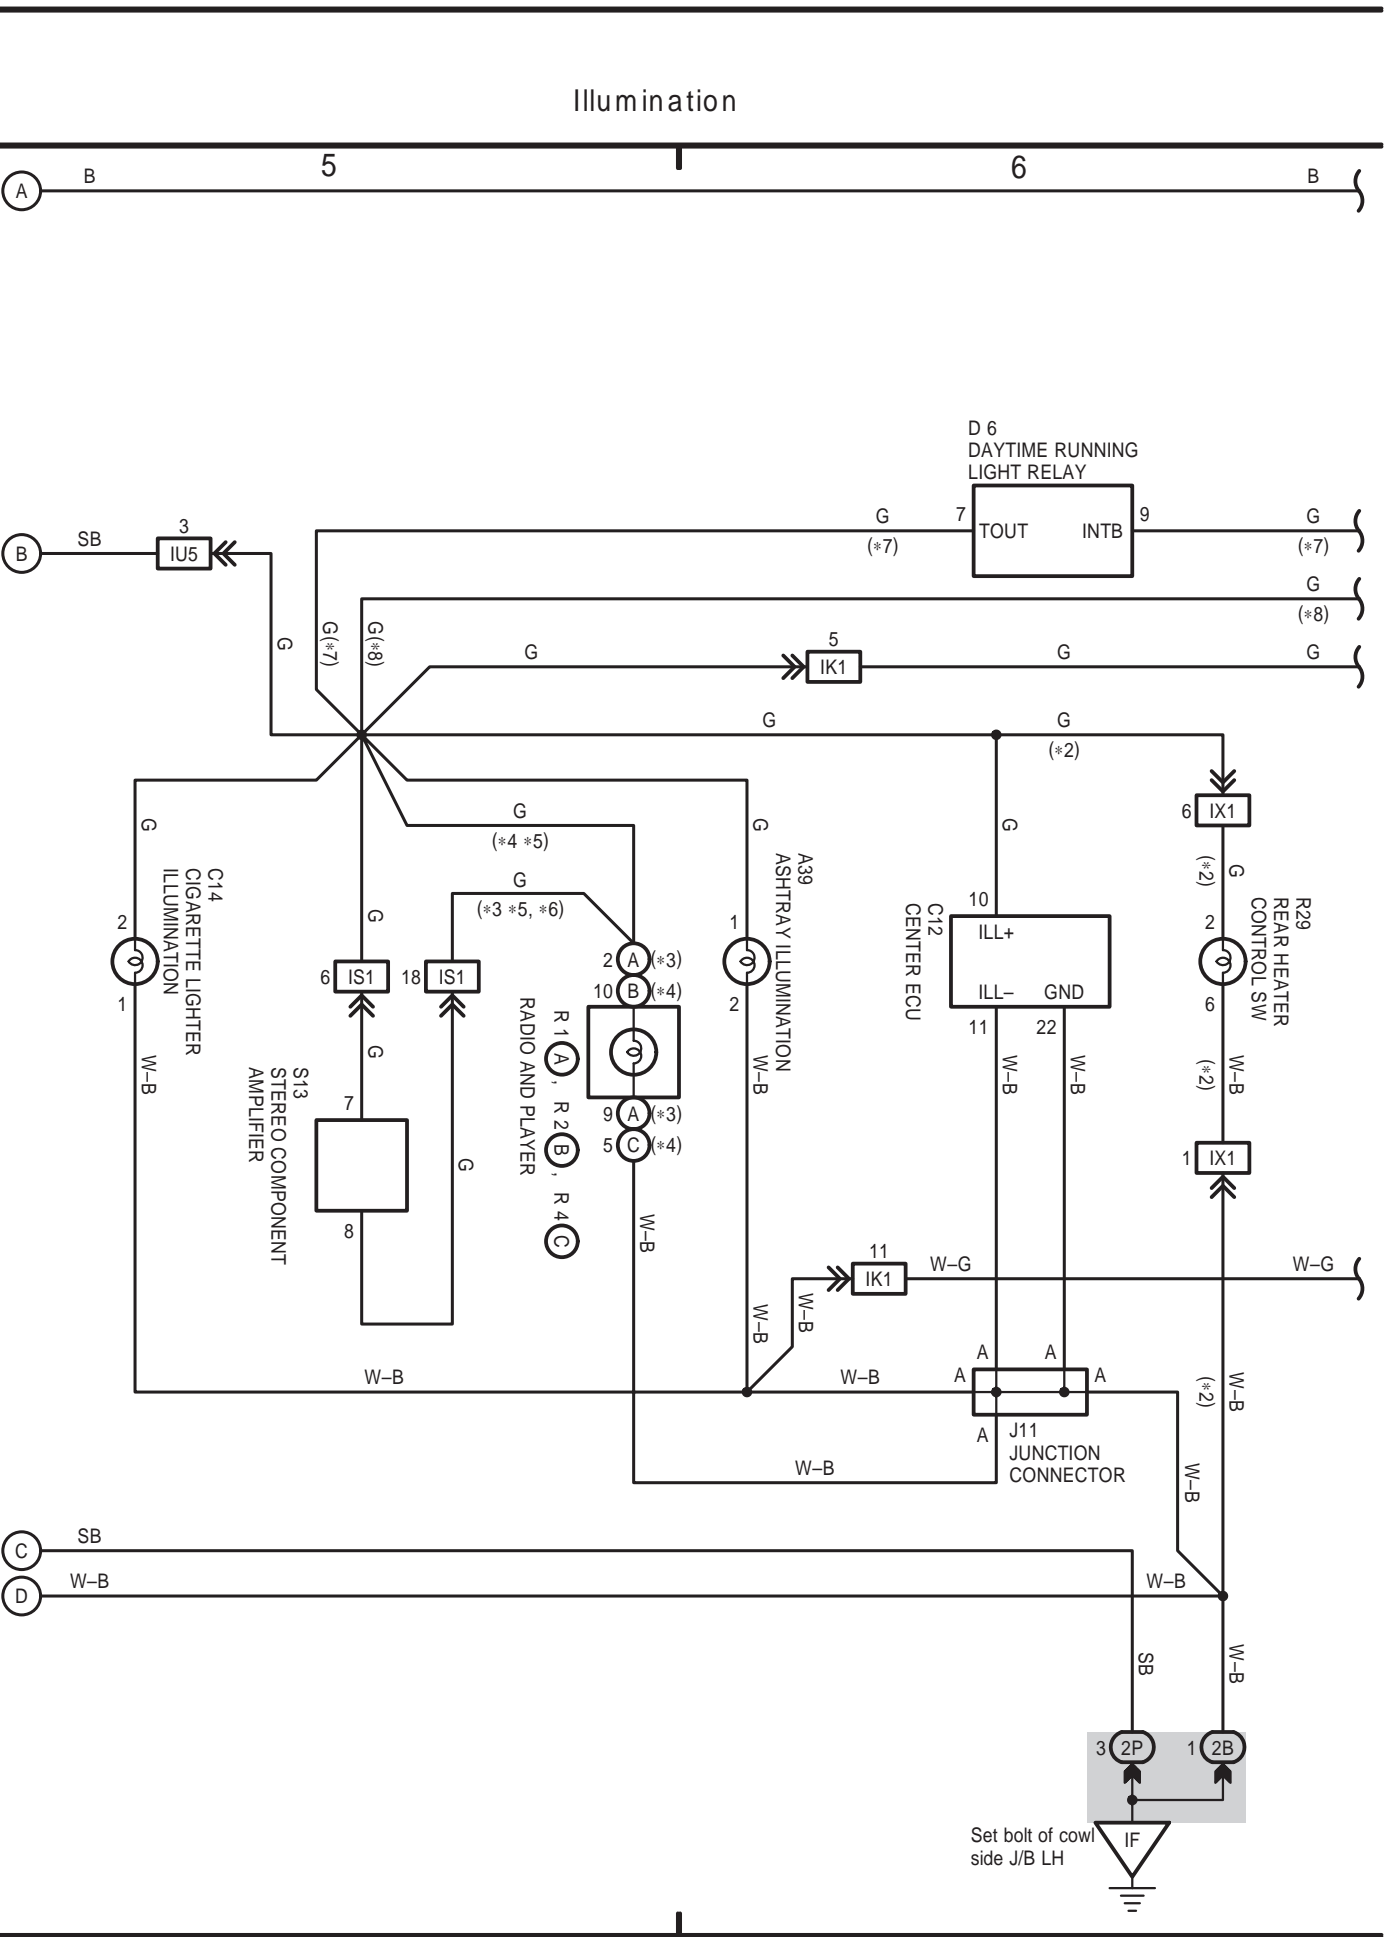 Illumination
5
6
A
B
B
D 6
DAYTIME RUNNING
LIGHT RELAY
B
SB
3
IU5
G
(*7)
7
TOUT
INTB
9
G
(*7)
G
(*8)
G
G(*7)
G(*8)
G
5
IK1
G
G
G
G
(*2)
G
(*4 *5)
G
(*3 *5, *6)
G
G
G
6
IX1
G
(*2)
C14
CIGARETTE LIGHTER
ILLUMINATION
2
1
W–B
G
6
IS1
18
IS1
G
7
8
S13
STEREO COMPONENT
AMPLIFIER
G
2
A
(*3)
10
B
(*4)
9
A
(*3)
5
C
(*4)
R 1 A , R 2 B , R 4 C
RADIO AND PLAYER
W–B
A39
ASHTRAY ILLUMINATION
1
2
W–B
C12
CENTER ECU
10
ILL+
ILL–
GND
11
22
W–B
W–B
R29
REAR HEATER
CONTROL SW
2
6
W–B
(*2)
1
IX1
11
IK1
W–G
W–G
W–B
W–B
W–B
W–B
A
A
A
A
A
J11
JUNCTION
CONNECTOR
W–B
(*2)
W–B
W–B
C
SB
D
W–B
W–B
SB
W–B
3
2P
1
2B
Set bolt of cowl
side J/B LH
IF